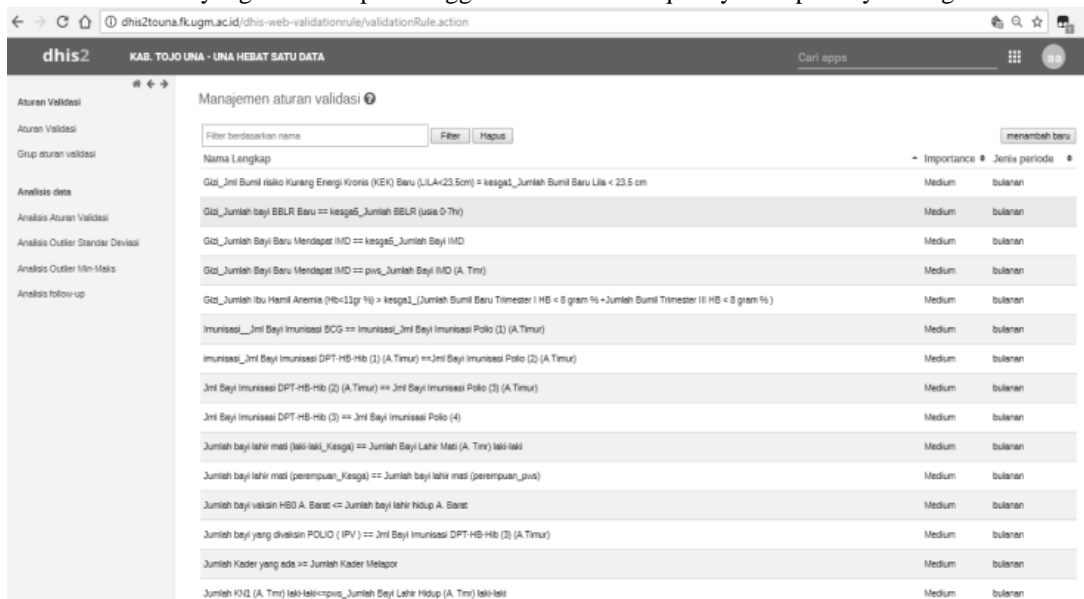 dhis2touna.fk.ugm.ac.id/dhis-web-validationrule/validationRule.action
dhis2 KAB. TOJO UNA - UNA HEBAT SATU DATA Cari apps aa
Aturan Validasi
Aturan Validasi
Grup aturan validasi
Analisis data
Analisis Aturan Validasi
Analisis Outlier Standar Deviasi
Analisis Outlier Min-Maks
Analisis follow-up
Manajemen aturan validasi
Filter berdasarkan nama Filter Hapus menambah baru
Nama Lengkap Importance Jenis periode
Gizi_Jml Bumil risiko Kurang Energi Kronis (KEK) Baru (LILA<23,5cm) = kesga1_Jumlah Bumil Baru Lila < 23.5 cm Medium bulanan
Gizi_Jumlah bayi BBLR Baru == kesga5_Jumlah BBLR (usia 0-7hr) Medium bulanan
Gizi_Jumlah Bayi Baru Mendapat IMD == kesga5_Jumlah Bayi IMD Medium bulanan
Gizi_Jumlah Bayi Baru Mendapat IMD == pws_Jumlah Bayi IMD (A. Tmr) Medium bulanan
Gizi_Jumlah Ibu Hamil Anemia (Hb<11gr %) > kesga1_(Jumlah Bumil Baru Trimester I HB < 8 gram % +Jumlah Bumil Trimester III HB < 8 gram % ) Medium bulanan
Imunisasi__Jml Bayi Imunisasi BCG == Imunisasi_Jml Bayi Imunisasi Polio (1) (A.Timur) Medium bulanan
imunisasi_Jml Bayi Imunisasi DPT-HB-Hib (1) (A.Timur) ==Jml Bayi Imunisasi Polio (2) (A.Timur) Medium bulanan
Jml Bayi Imunisasi DPT-HB-Hib (2) (A.Timur) == Jml Bayi Imunisasi Polio (3) (A.Timur) Medium bulanan
Jml Bayi Imunisasi DPT-HB-Hib (3) == Jml Bayi Imunisasi Polio (4) Medium bulanan
Jumlah bayi lahir mati (laki-laki_Kesga) == Jumlah Bayi Lahir Mati (A. Tmr) laki-laki Medium bulanan
Jumlah bayi lahir mati (perempuan_Kesga) == Jumlah bayi lahir mati (perempuan_pws) Medium bulanan
Jumlah bayi vaksin HB0 A. Barat <= Jumlah bayi lahir hidup A. Barat Medium bulanan
Jumlah bayi yang divaksin POLIO ( IPV ) == Jml Bayi Imunisasi DPT-HB-Hib (3) (A.Timur) Medium bulanan
Jumlah Kader yang ada >= Jumlah Kader Melapor Medium bulanan
Jumlah KN1 (A. Tmr) laki-laki<=pws_Jumlah Bayi Lahir Hidup (A. Tmr) laki-laki Medium bulanan